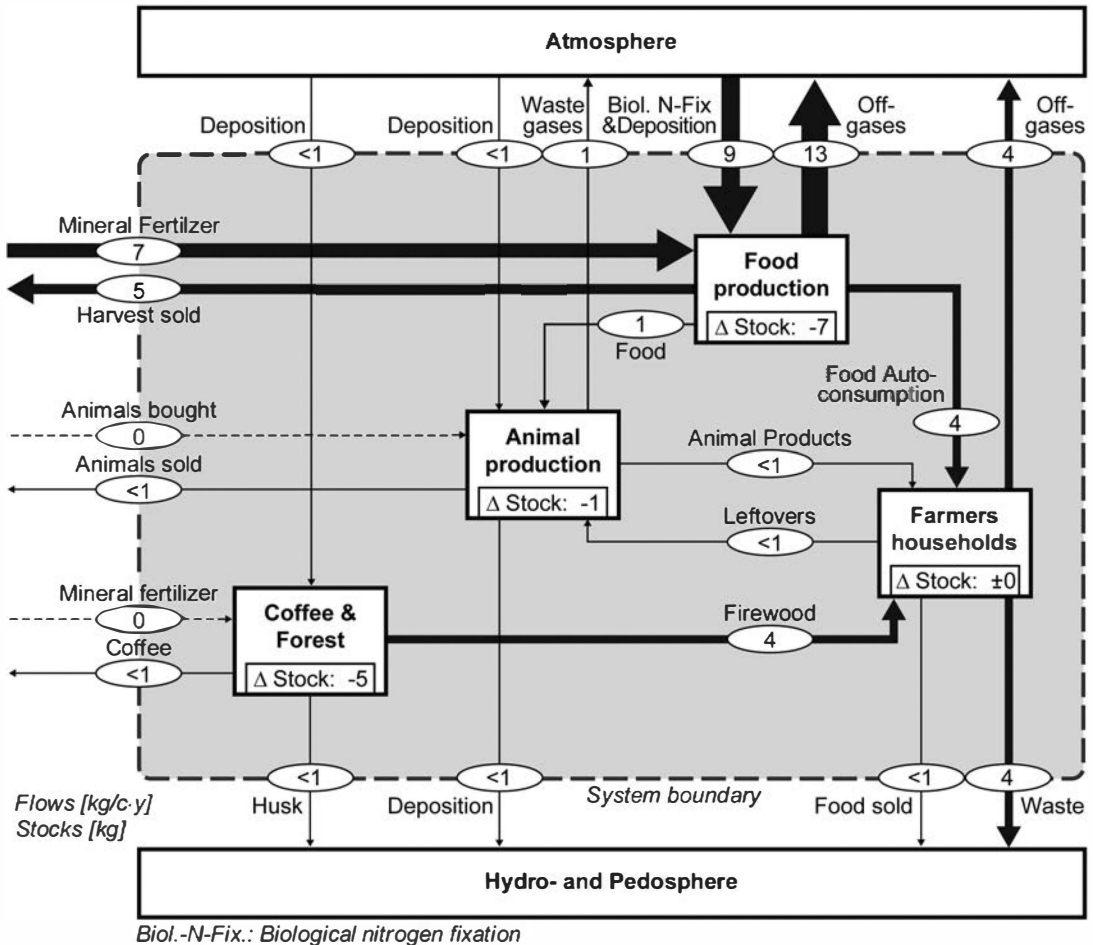 Atmosphere
Deposition
<1
Deposition
<1
Waste
gases
1
Biol. N-Fix
&Deposition
9
Off-
gases
13
Off-
gases
4
Mineral Fertilzer
7
5
Harvest sold
Food
production
Δ Stock: -7
1
Food
Food Auto-
consumption
4
Animals bought
0
Animals sold
<1
Animal
production
Δ Stock: -1
Animal Products
<1
Leftovers
<1
Farmers
households
Δ Stock: ±0
Mineral fertilizer
0
Coffee
<1
Coffee &
Forest
Δ Stock: -5
Firewood
4
<1
Husk
<1
Deposition
System boundary
<1
Food sold
4
Waste
Flows [kg/c·y]
Stocks [kg]
Hydro- and Pedosphere
Biol.-N-Fix.: Biological nitrogen fixation